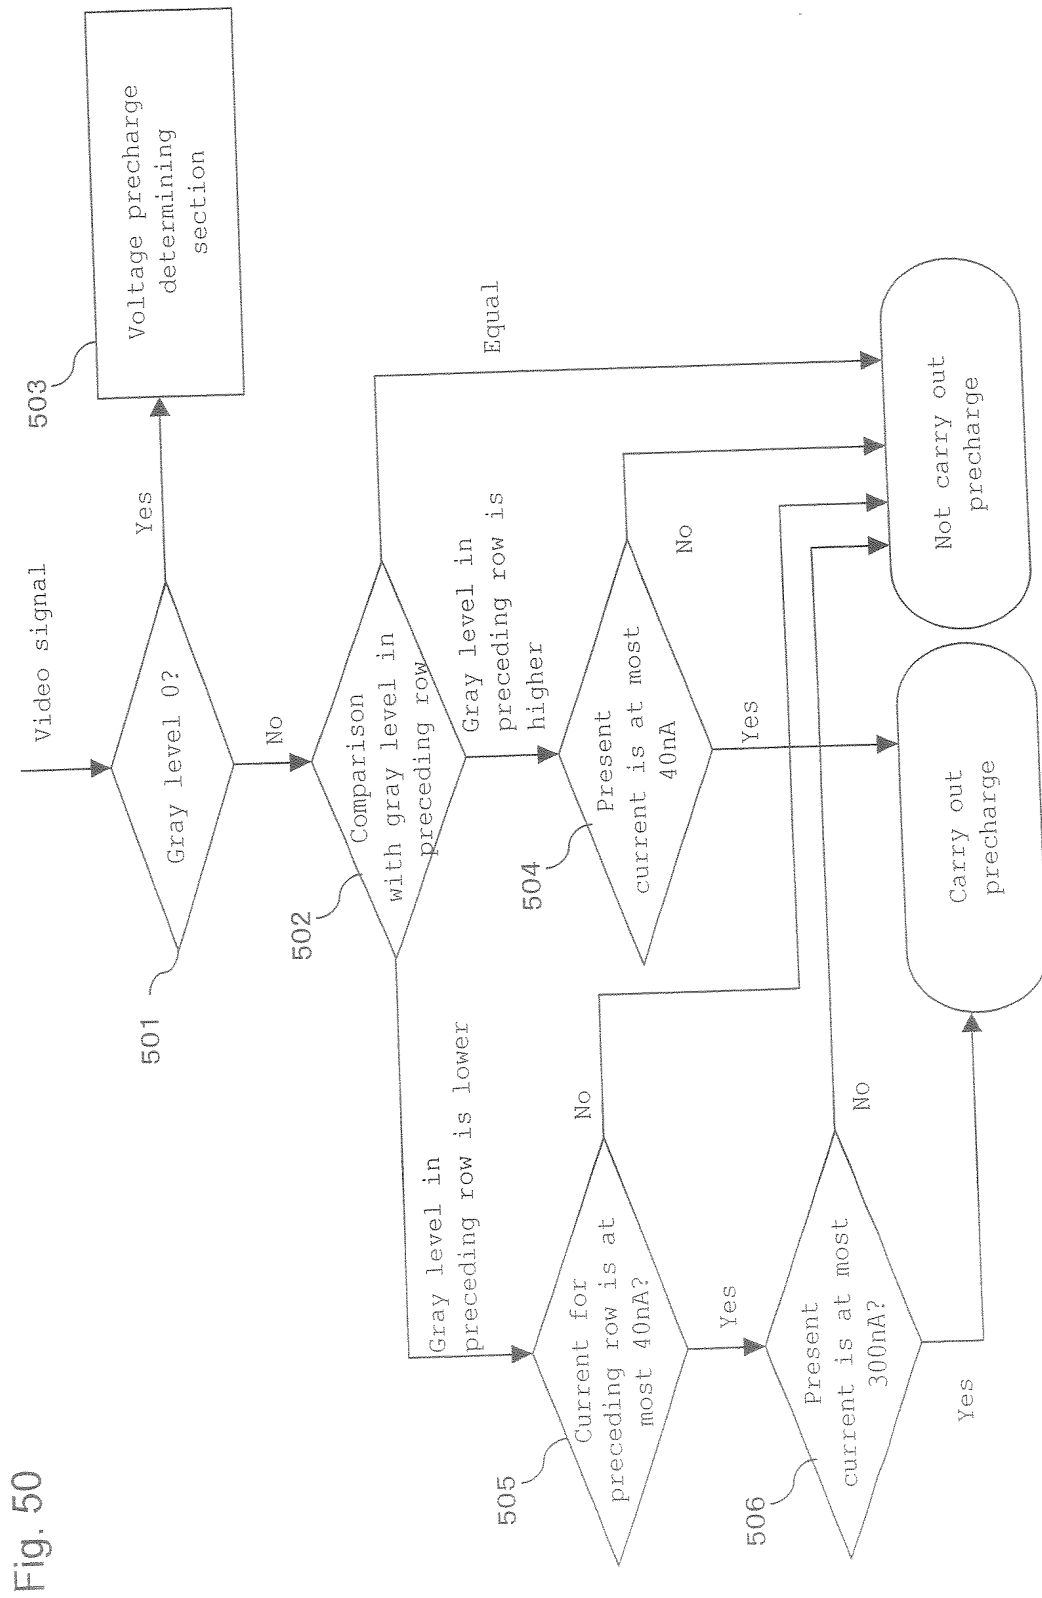 Fig. 50
Video signal
Gray level 0?
501
Yes
503
Voltage precharge
determining
section
No
Comparison
with gray level in
preceding row
502
Gray level in
preceding row is lower
Gray level in
preceding row is
higher
Equal
Present
current is at most
40nA
504
No
Yes
Current for
preceding row is at
most 40nA?
505
No
Yes
Present
current is at most
300nA?
506
No
Yes
Carry out
precharge
Not carry out
precharge